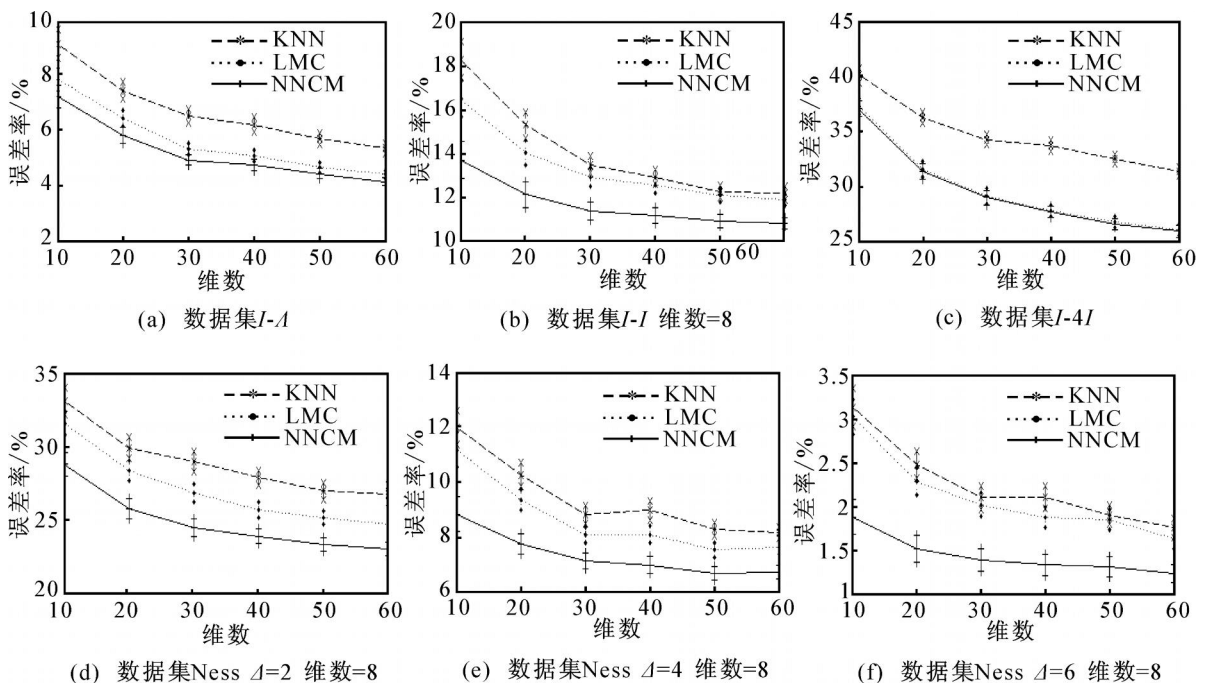 误差率/%
10
8
6
4
2
KNN
LMC
NNCM
10 20 30 40 50 60
维数
(a) 数据集I-Λ
误差率/%
20
18
16
14
12
10
KNN
LMC
NNCM
10 20 30 40 50 60
维数
(b) 数据集I-I 维数=8
误差率/%
45
40
35
30
25
KNN
LMC
NNCM
10 20 30 40 50 60
维数
(c) 数据集I-4I
误差率/%
35
30
25
20
KNN
LMC
NNCM
10 20 30 40 50 60
维数
(d) 数据集Ness Δ=2 维数=8
误差率/%
14
12
10
8
6
KNN
LMC
NNCM
10 20 30 40 50 60
维数
(e) 数据集Ness Δ=4 维数=8
误差率/%
3.5
3
2.5
2
1.5
1
KNN
LMC
NNCM
10 20 30 40 50 60
维数
(f) 数据集Ness Δ=6 维数=8